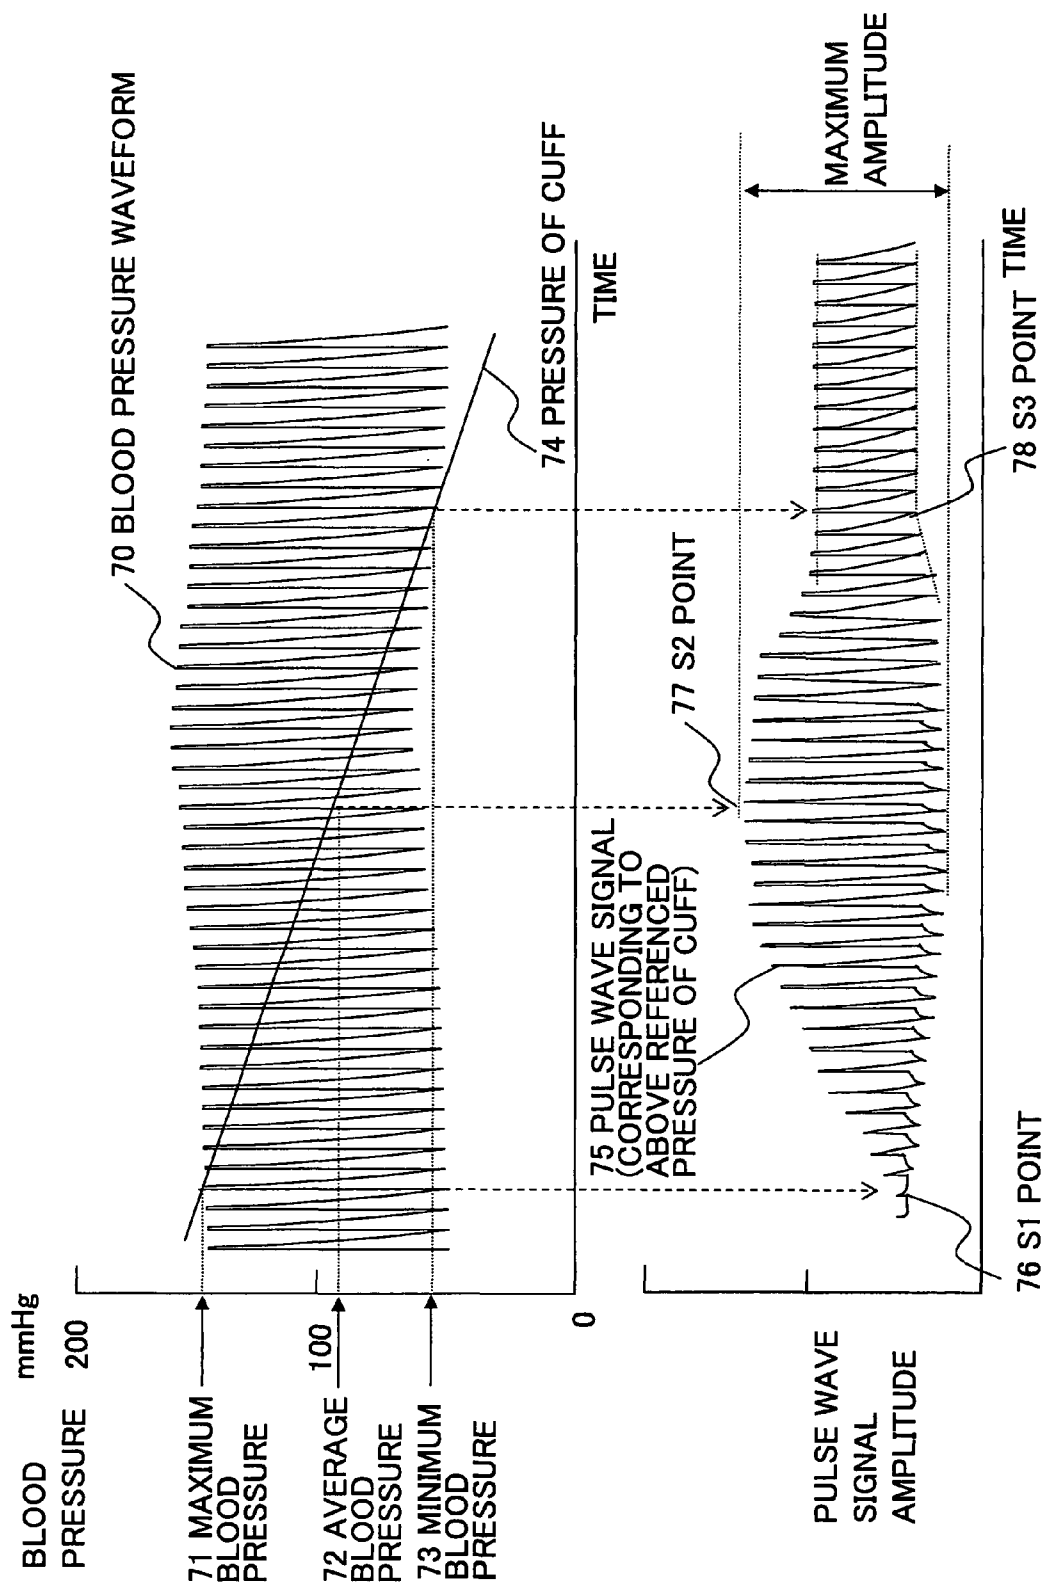 BLOOD
PRESSURE
mmHg
200
100
0
71 MAXIMUM
BLOOD
PRESSURE
72 AVERAGE
BLOOD
PRESSURE
73 MINIMUM
BLOOD
PRESSURE
70 BLOOD PRESSURE WAVEFORM
74 PRESSURE OF CUFF
TIME
75 PULSE WAVE SIGNAL
(CORRESPONDING TO
ABOVE REFERENCED
PRESSURE OF CUFF)
77 S2 POINT
MAXIMUM
AMPLITUDE
PULSE WAVE
SIGNAL
AMPLITUDE
76 S1 POINT
78 S3 POINT
TIME